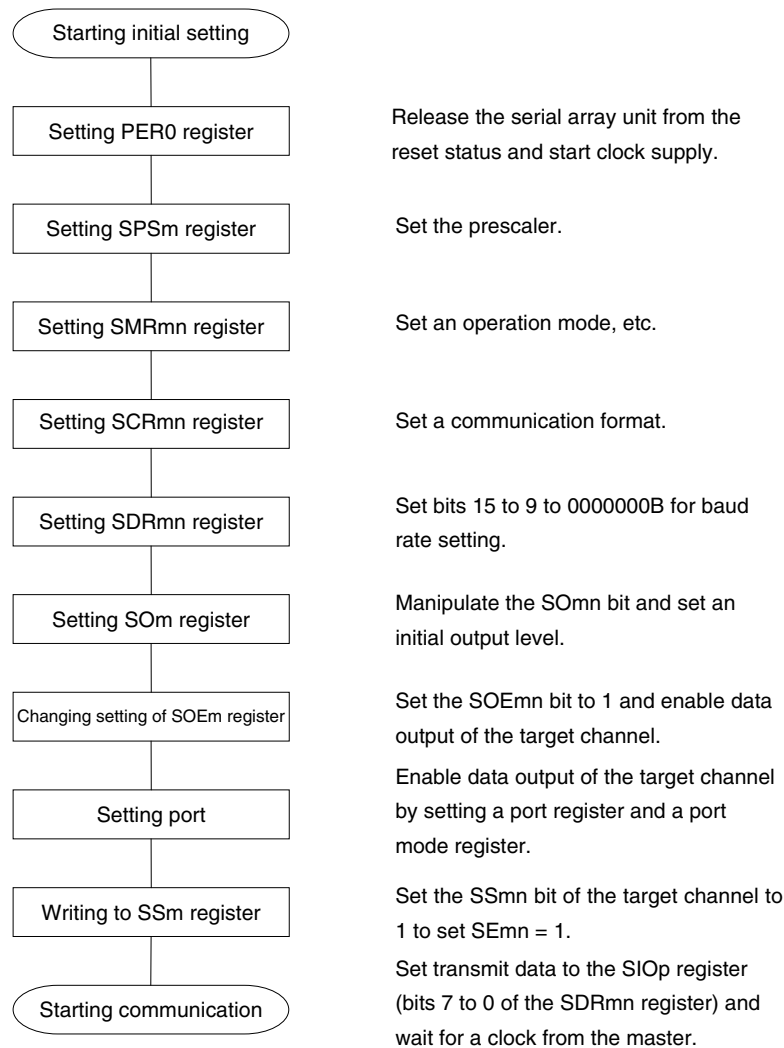 Starting initial setting
Setting PER0 register
Release the serial array unit from the
reset status and start clock supply.
Setting SPSm register
Set the prescaler.
Setting SMRmn register
Set an operation mode, etc.
Setting SCRmn register
Set a communication format.
Setting SDRmn register
Set bits 15 to 9 to 0000000B for baud
rate setting.
Setting SOm register
Manipulate the SOmn bit and set an
initial output level.
Changing setting of SOEm register
Set the SOEmn bit to 1 and enable data
output of the target channel.
Setting port
Enable data output of the target channel
by setting a port register and a port
mode register.
Writing to SSm register
Set the SSmn bit of the target channel to
1 to set SEmn = 1.
Starting communication
Set transmit data to the SIOp register
(bits 7 to 0 of the SDRmn register) and
wait for a clock from the master.